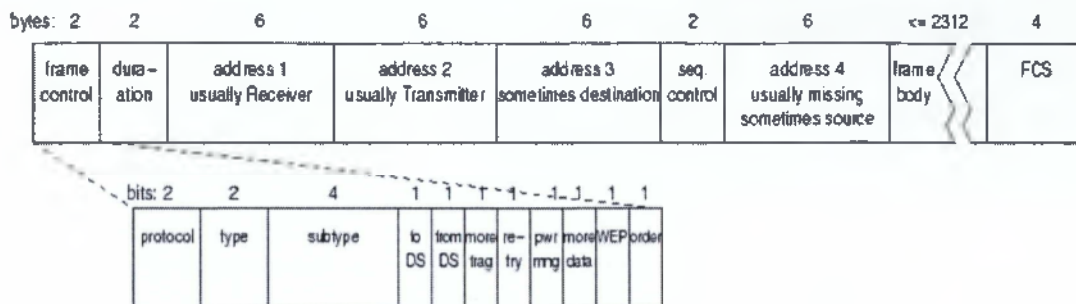 bytes: 2 2 6 6 6 2 6 <= 2312 4
frame control
dura- ation
address 1 usually Receiver
address 2 usually Transmitter
address 3 sometimes destination
seq. control
address 4 usually missing sometimes source
frame body
FCS
bits: 2 2 4 1 1 1 1 1 1 1 1
protocol
type
subtype
to DS
from DS
more frag
re- try
pwr mng
more data
WEP
order